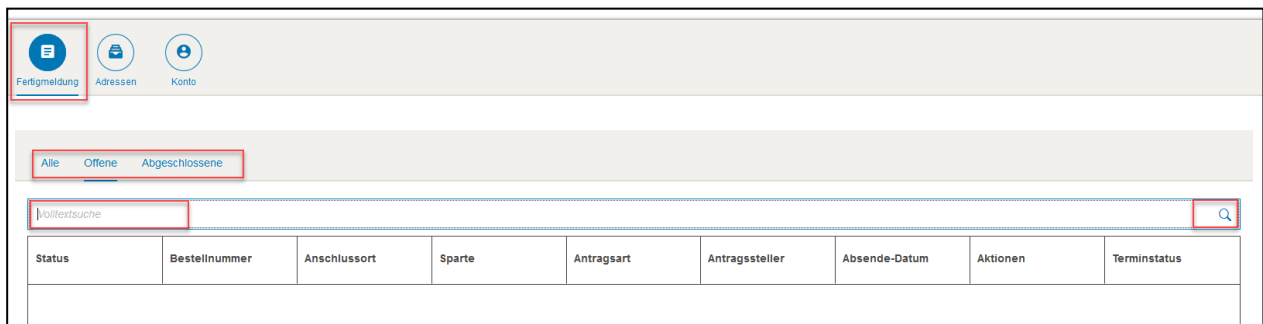 Fertigmeldung Adressen Konto
Alle Offene Abgeschlossene
Volltextsuche
Status Bestellnummer Anschlussort Sparte Antragsart Antragssteller Absende-Datum Aktionen Terminstatus